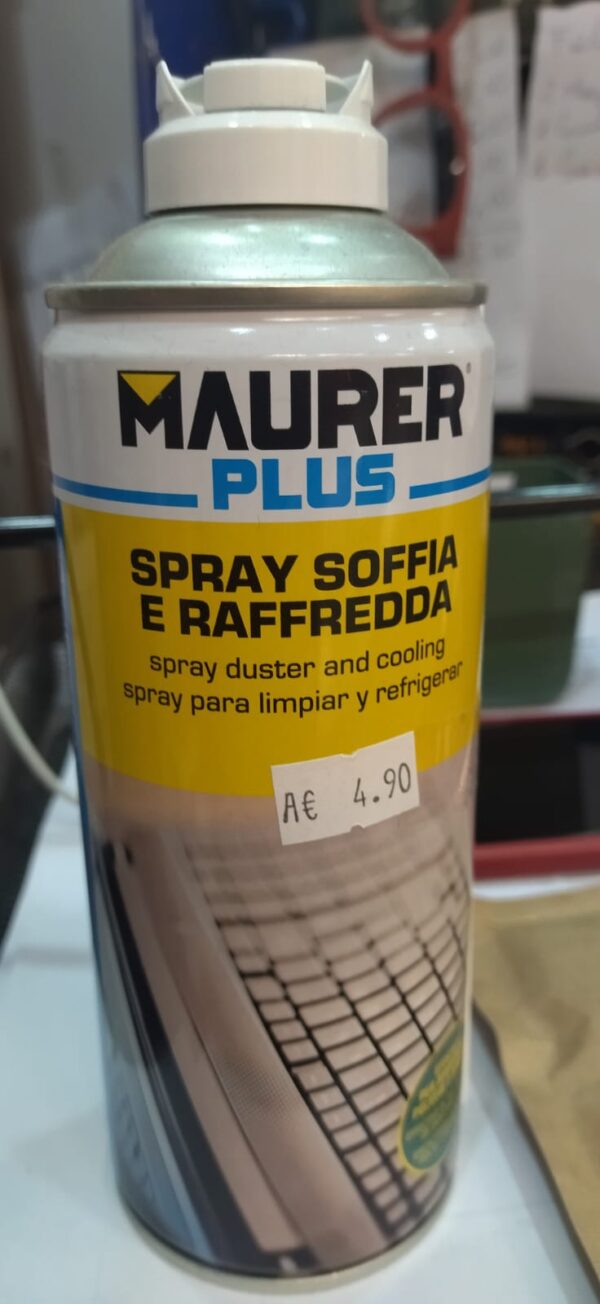 MAURER®
PLUS
SPRAY SOFFIA
E RAFFREDDA
spray duster and cooling
spray para limpiar y refrigerar
A€ 4.90